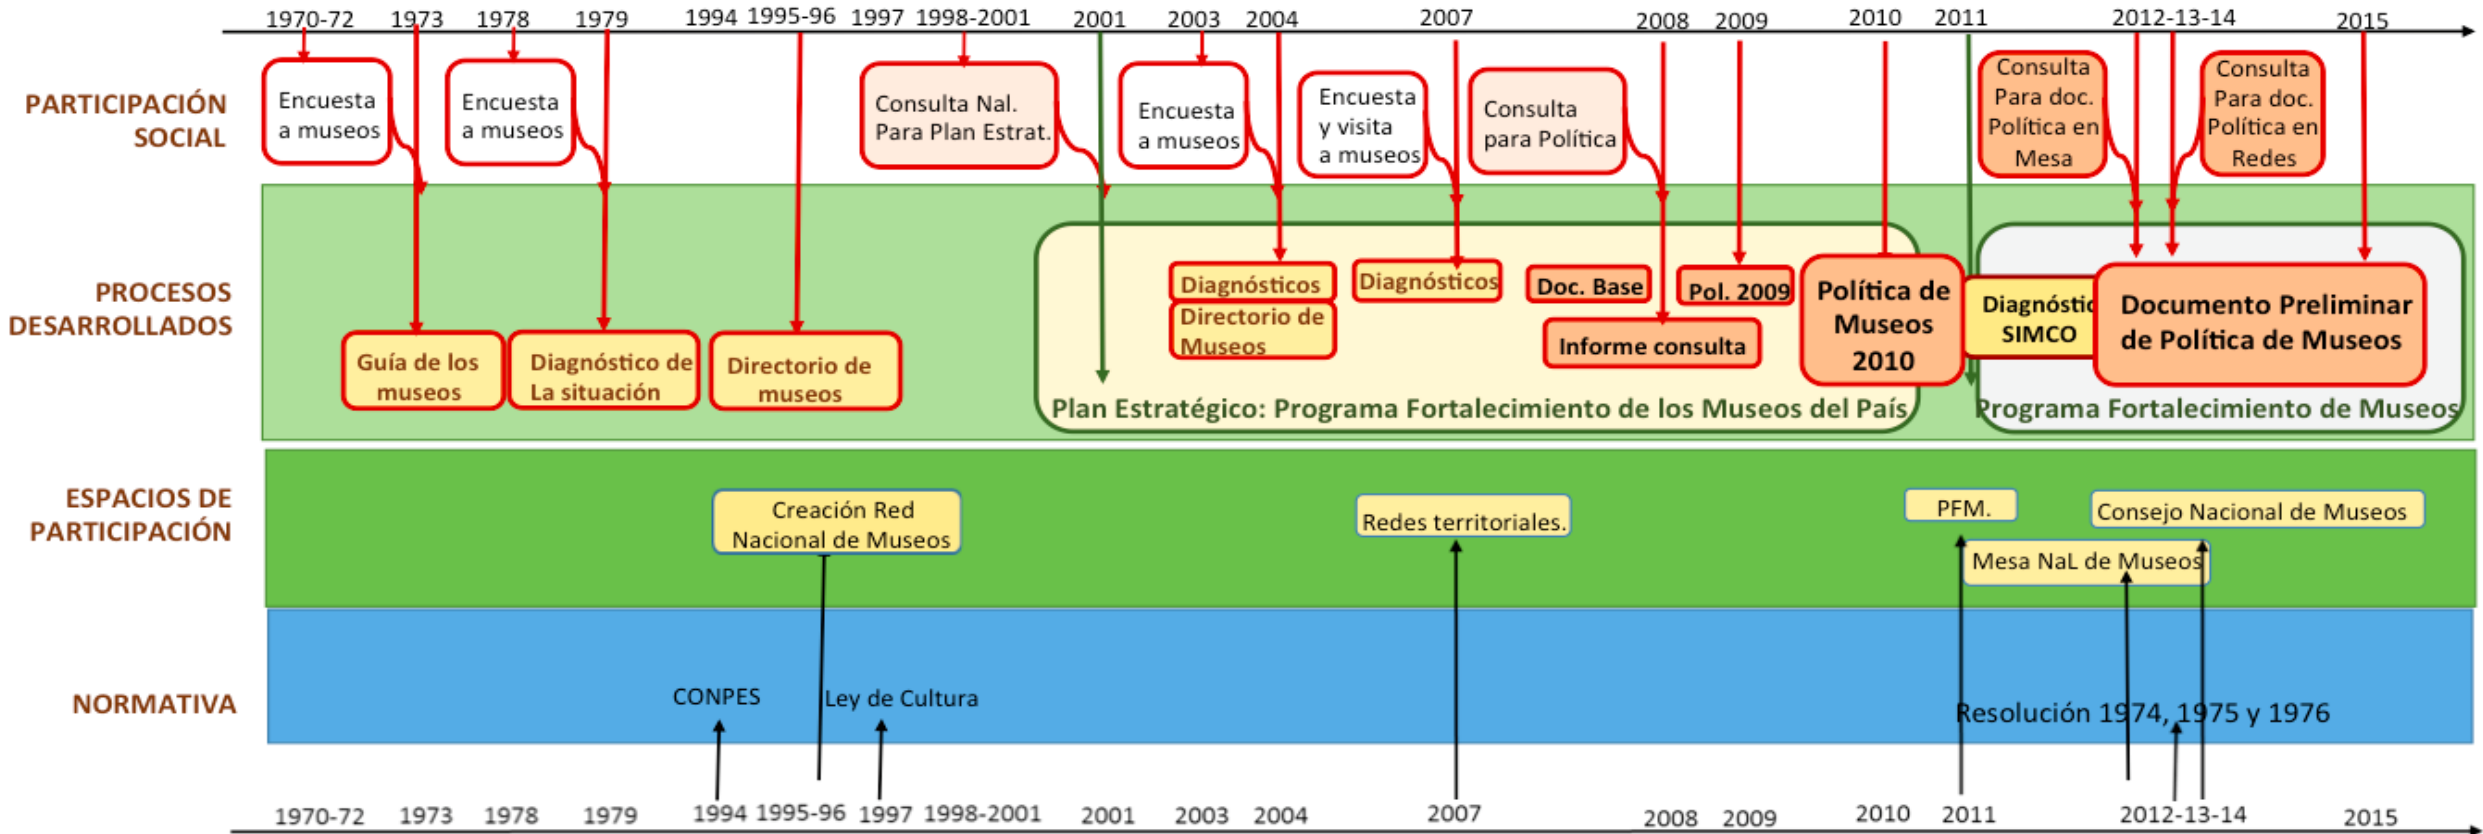 1970-72 1973 1978 1979 1994 1995-96 1997 1998-2001 2001 2003 2004 2007 2008 2009 2010 2011 2012-13-14 2015
PARTICIPACIÓN
SOCIAL
Encuesta
a museos
Encuesta
a museos
Consulta Nal.
Para Plan Estrat.
Encuesta
a museos
Encuesta
y visita
a museos
Consulta
para Política
Consulta
Para doc.
Política en
Mesa
Consulta
Para doc.
Política en
Redes
PROCESOS
DESARROLLADOS
Guía de los
museos
Diagnóstico de
La situación
Directorio de
museos
Diagnósticos
Directorio de
Museos
Diagnósticos
Doc. Base
Informe consulta
Pol. 2009
Política de
Museos
2010
Diagnóstic
SIMCO
Documento Preliminar
de Política de Museos
Plan Estratégico: Programa Fortalecimiento de los Museos del País
Programa Fortalecimiento de Museos
ESPACIOS DE
PARTICIPACIÓN
Creación Red
Nacional de Museos
Redes territoriales.
PFM.
Mesa NaL de Museos
Consejo Nacional de Museos
NORMATIVA
CONPES
Ley de Cultura
Resolución 1974, 1975 y 1976
1970-72 1973 1978 1979 1994 1995-96 1997 1998-2001 2001 2003 2004 2007 2008 2009 2010 2011 2012-13-14 2015